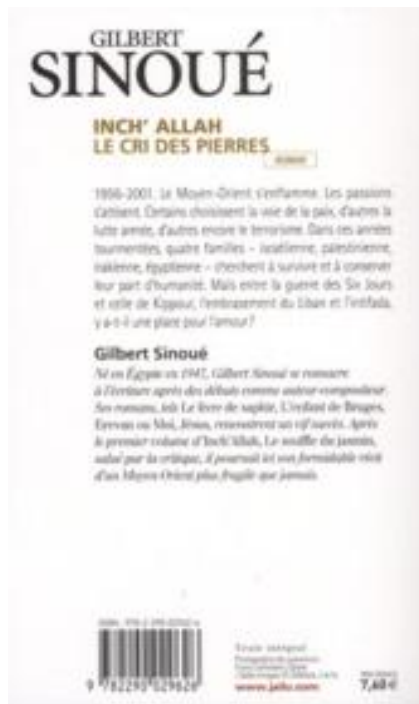 GILBERT
SINOUÉ
INCH' ALLAH
LE CRI DES PIERRES
ROMAN
1956-2001. Le Moyen-Orient s'enflamme. Les passions
s'attisent. Certains choisissent la voie de la paix, d'autres la
lutte armée, d'autres encore le terrorisme. Dans ces années
tourmentées, quatre familles – israélienne, palestinienne,
irakienne, égyptienne – cherchent à survivre et à conserver
leur part d'humanité. Mais entre la guerre des Six Jours
et celle de Kippour, l'embrasement du Liban et l'intifada,
y a-t-il une place pour l'amour ?
Gilbert Sinoué
Né en Égypte en 1947, Gilbert Sinoué se consacre
à l'écriture après des débuts comme auteur-compositeur.
Ses romans, tels Le livre de saphir, L'enfant de Bruges,
Erevan ou Moi, Jésus, rencontrent un vif succès. Après
le premier volume d'Inch'Allah, Le souffle du jasmin,
salué par la critique, il poursuit ici son formidable récit
d'un Moyen-Orient plus fragile que jamais.
Texte intégral
www.jailu.com
7,60 €
9 782290 029626